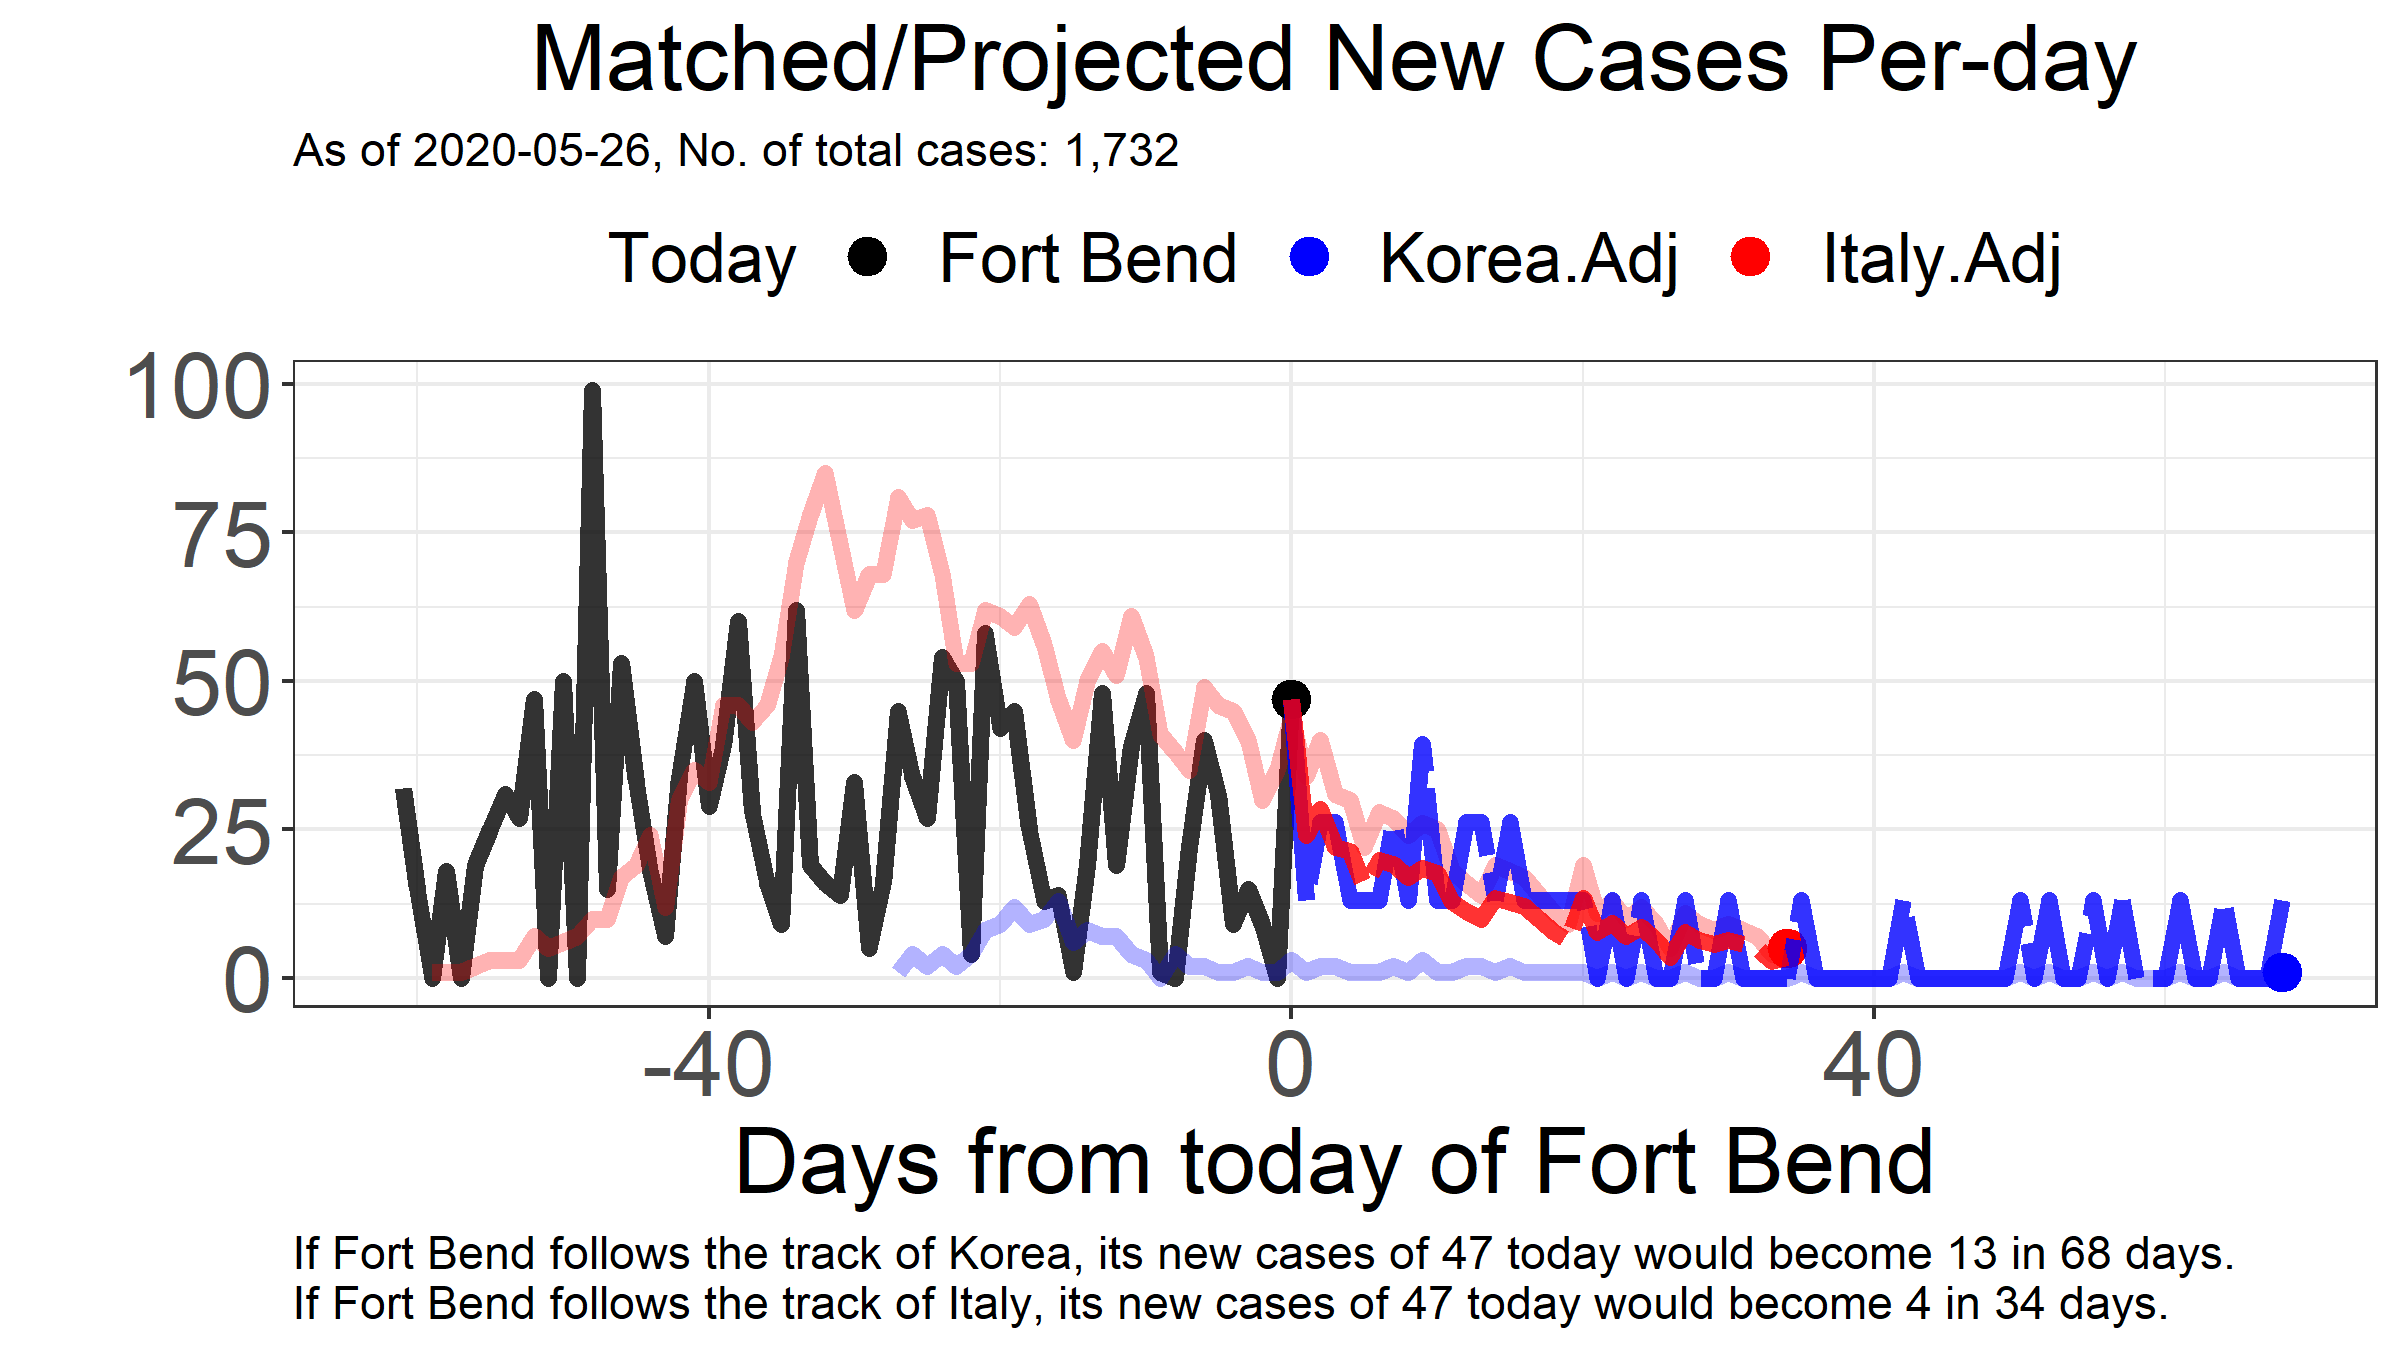 Matched/Projected New Cases Per-day
As of 2020-05-26, No. of total cases: 1,732
Today Fort Bend Korea.Adj Italy.Adj
100
75
50
25
0
-40 0 40
Days from today of Fort Bend
If Fort Bend follows the track of Korea, its new cases of 47 today would become 13 in 68 days.
If Fort Bend follows the track of Italy, its new cases of 47 today would become 4 in 34 days.